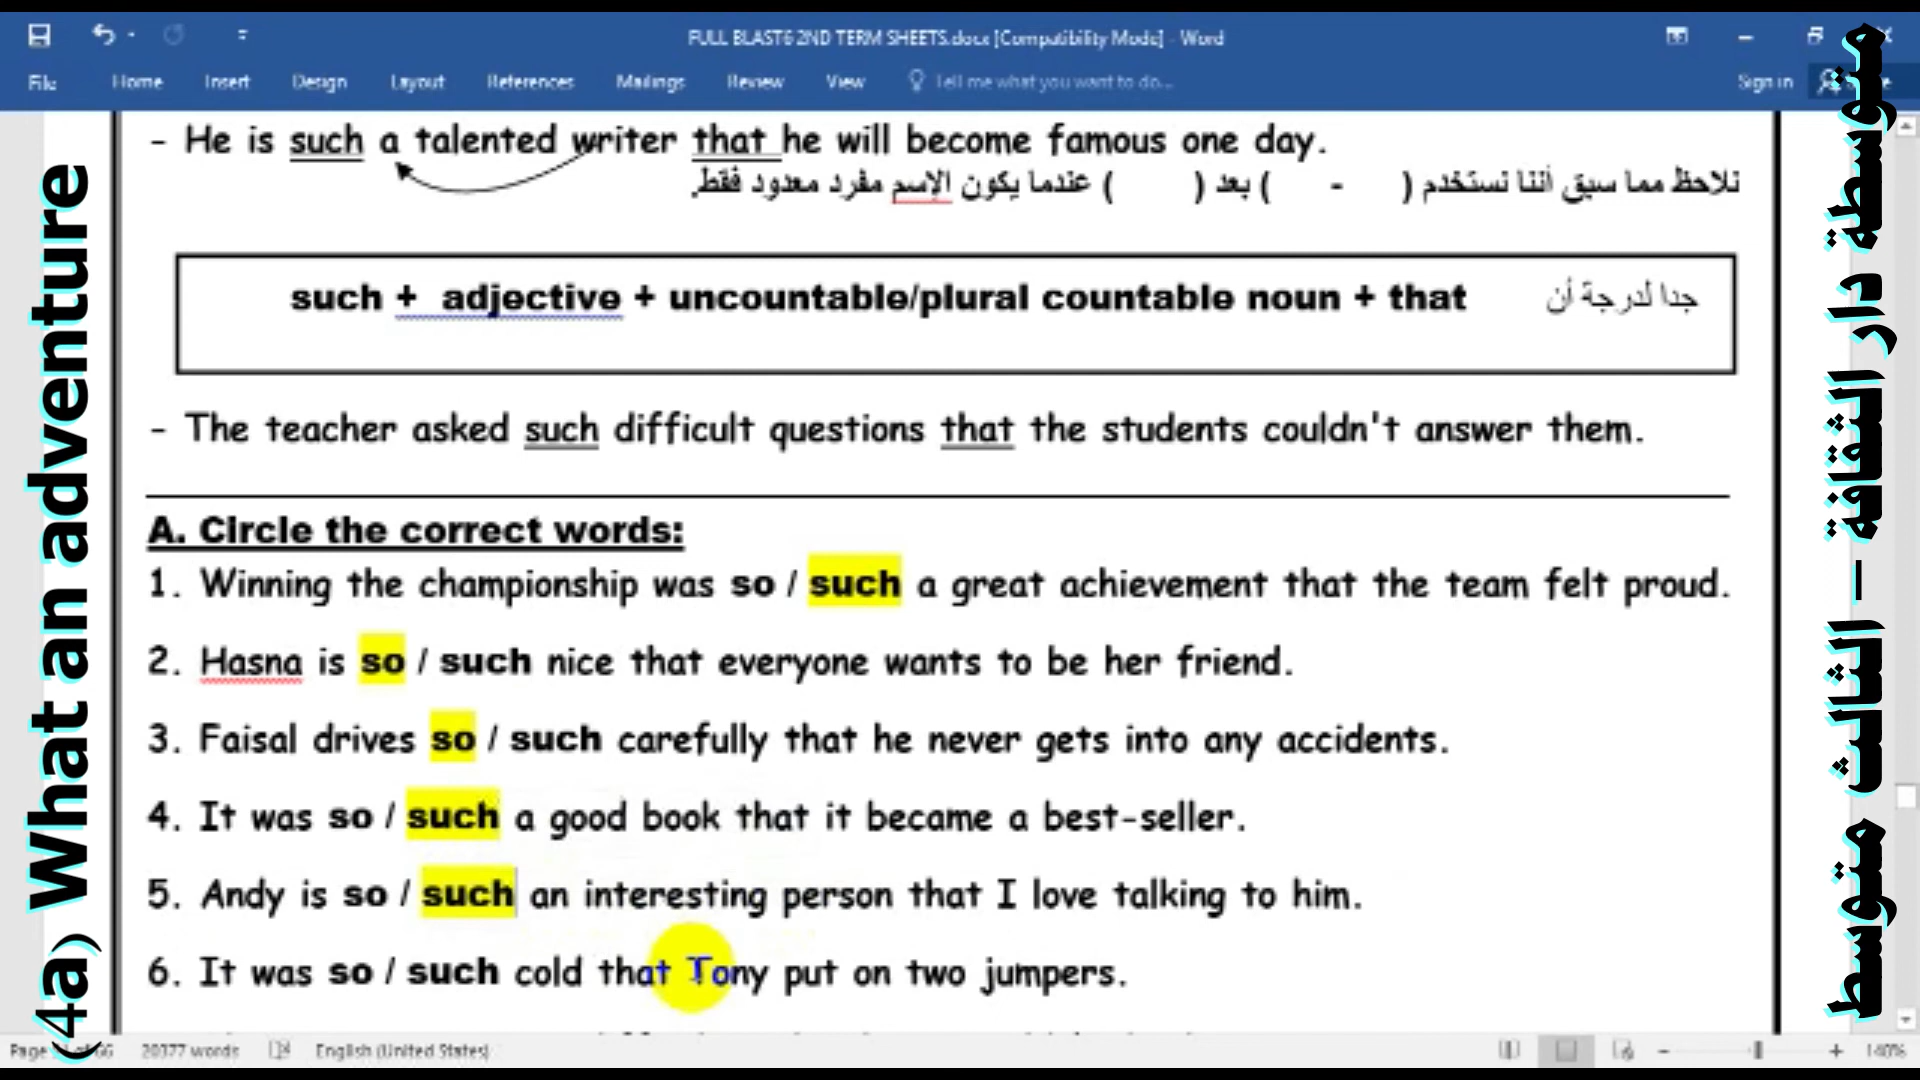 FULL BLAST6 2ND TERM SHEETS.docx [Compatibility Mode] - Word
File Home Insert Design Layout References Mailings Review View Tell me what you want to do... Sign in
- He is such a talented writer that he will become famous one day.
نلاحظ مما سبق أننا نستخدم ( - ) بعد ( ) عندما يكون الإسم مفرد معدود فقط.
such + adjective + uncountable/plural countable noun + that جدا لدرجة أن
- The teacher asked such difficult questions that the students couldn't answer them.
A. Circle the correct words:
1. Winning the championship was so / such a great achievement that the team felt proud.
2. Hasna is so / such nice that everyone wants to be her friend.
3. Faisal drives so / such carefully that he never gets into any accidents.
4. It was so / such a good book that it became a best-seller.
5. Andy is so / such an interesting person that I love talking to him.
6. It was so / such cold that Tony put on two jumpers.
Page 20377 words English (United States) 140%
(4a) What an adventure
متوسطة دار الثقافة – الثالث متوسط